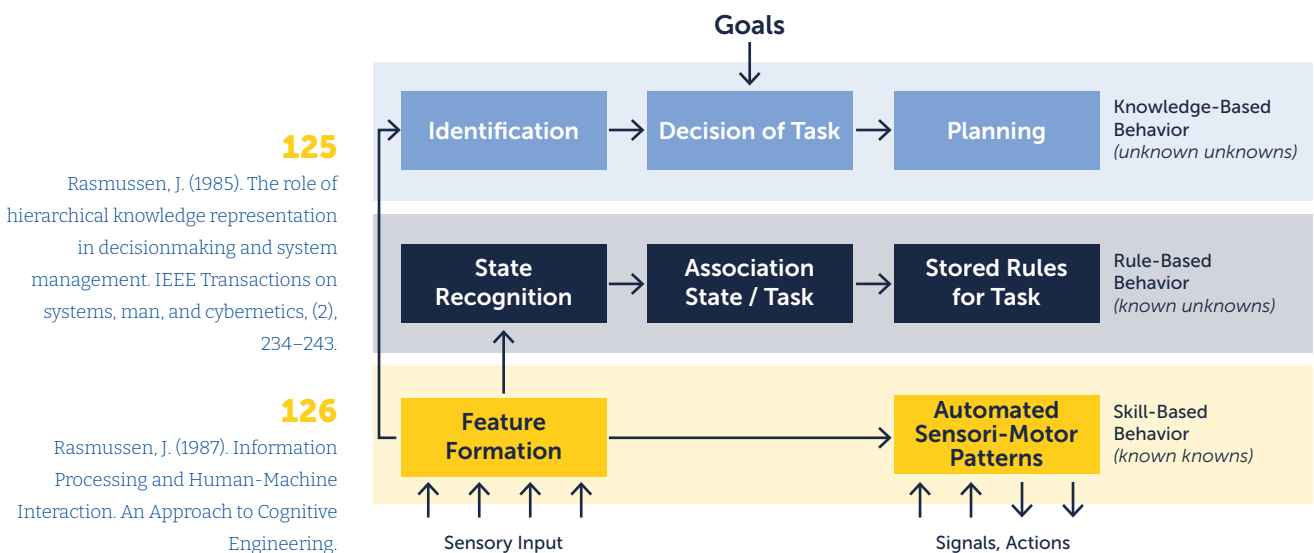 Goals
Identification
Decision of Task
Planning
Knowledge-Based
Behavior
(unknown unknowns)
125
Rasmussen, J. (1985). The role of
hierarchical knowledge representation
in decisionmaking and system
management. IEEE Transactions on
systems, man, and cybernetics, (2),
234–243.
State
Recognition
Association
State / Task
Stored Rules
for Task
Rule-Based
Behavior
(known unknowns)
126
Rasmussen, J. (1987). Information
Processing and Human-Machine
Interaction. An Approach to Cognitive
Engineering.
Feature
Formation
Automated
Sensori-Motor
Patterns
Skill-Based
Behavior
(known knowns)
Sensory Input
Signals, Actions